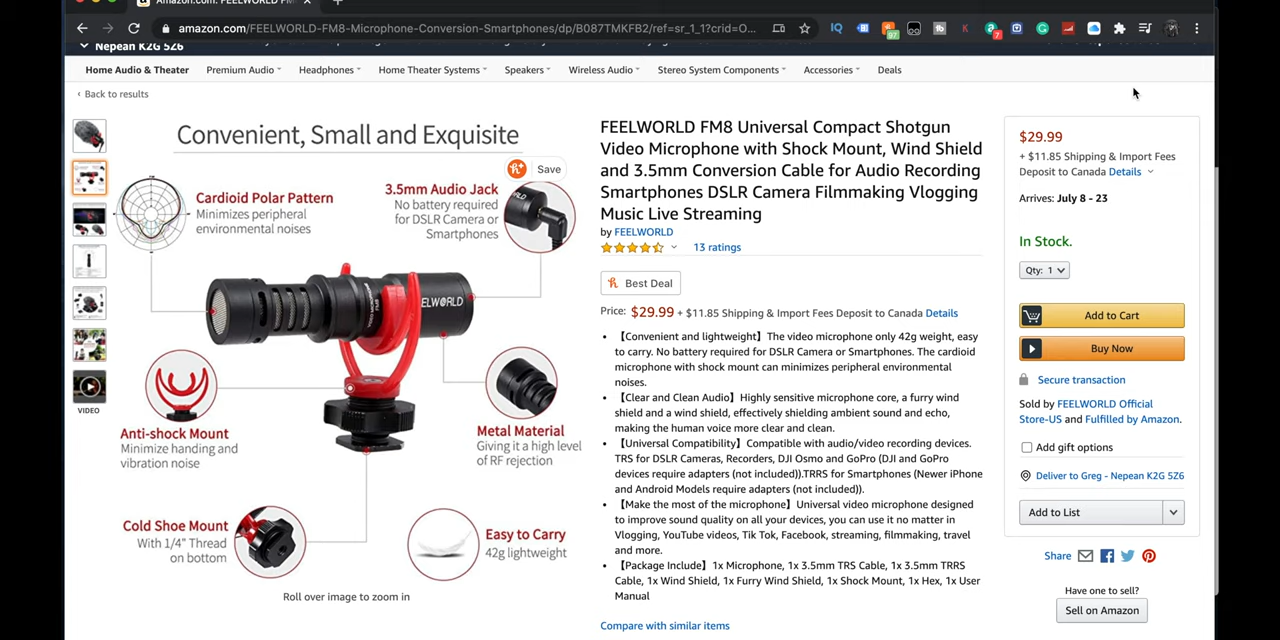 Amazon.com: FEELWORLD FM8
amazon.com/FEELWORLD-FM8-Microphone-Conversion-Smartphones/dp/B087TMKFB2/ref=sr_1_1?crid=O...
Nepean K2G 5Z6
Home Audio & Theater Premium Audio Headphones Home Theater Systems Speakers Wireless Audio Stereo System Components Accessories Deals
‹ Back to results
Convenient, Small and Exquisite
Save
Cardioid Polar Pattern
Minimizes peripheral
environmental noises
3.5mm Audio Jack
No battery required
for DSLR Camera or
Smartphones
VIDEO MICROPHONE
FM8
EELWORLD
Anti-shock Mount
Minimize handing and
vibration noise
Metal Material
Giving it a high level
of RF rejection
Cold Shoe Mount
With 1/4" Thread
on bottom
Easy to Carry
42g lightweight
VIDEO
Roll over image to zoom in
FEELWORLD FM8 Universal Compact Shotgun
Video Microphone with Shock Mount, Wind Shield
and 3.5mm Conversion Cable for Audio Recording
Smartphones DSLR Camera Filmmaking Vlogging
Music Live Streaming
by FEELWORLD
13 ratings
Best Deal
Price: $29.99 + $11.85 Shipping & Import Fees Deposit to Canada Details
• 【Convenient and lightweight】The video microphone only 42g weight, easy
to carry. No battery required for DSLR Camera or Smartphones. The cardioid
microphone with shock mount can minimizes peripheral environmental
noises.
• 【Clear and Clean Audio】Highly sensitive microphone core, a furry wind
shield and a wind shield, effectively shielding ambient sound and echo,
making the human voice more clear and clean.
• 【Universal Compatibility】Compatible with audio/video recording devices.
TRS for DSLR Cameras, Recorders, DJI Osmo and GoPro (DJI and GoPro
devices require adapters (not included)).TRRS for Smartphones (Newer iPhone
and Android Models require adapters (not included)).
• 【Make the most of the microphone】Universal video microphone designed
to improve sound quality on all your devices, you can use it no matter in
Vlogging, YouTube videos, Tik Tok, Facebook, streaming, filmmaking, travel
and more.
• 【Package Include】1x Microphone, 1x 3.5mm TRS Cable, 1x 3.5mm TRRS
Cable, 1x Wind Shield, 1x Furry Wind Shield, 1x Shock Mount, 1x Hex, 1x User
Manual
Compare with similar items
$29.99
+ $11.85 Shipping & Import Fees
Deposit to Canada Details
Arrives: July 8 - 23
In Stock.
Qty: 1
Add to Cart
Buy Now
Secure transaction
Sold by FEELWORLD Official
Store-US and Fulfilled by Amazon.
Add gift options
Deliver to Greg - Nepean K2G 5Z6
Add to List
Share
Have one to sell?
Sell on Amazon